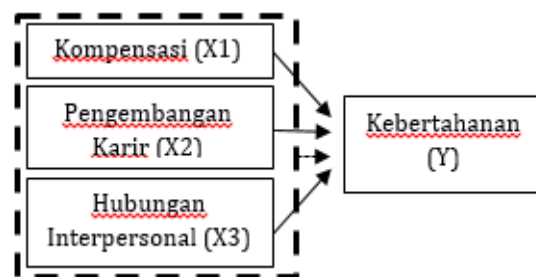 Kompensasi (X1)
Pengembangan
Karir (X2)
Hubungan
Interpersonal (X3)
Kebertahanan
(Y)